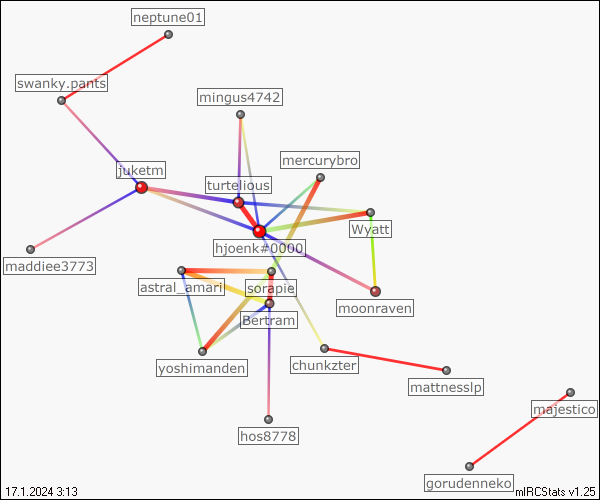 neptune01
swanky.pants
mingus4742
mercurybro
juketm
turtelious
Wyatt
hjoenk#0000
maddiee3773
astral_amari
sorapie
moonraven
Bertram
yoshimanden
chunkzter
mattnesslp
majestico
hos8778
gorudenneko
17.1.2024 3:13
mIRCStats v1.25